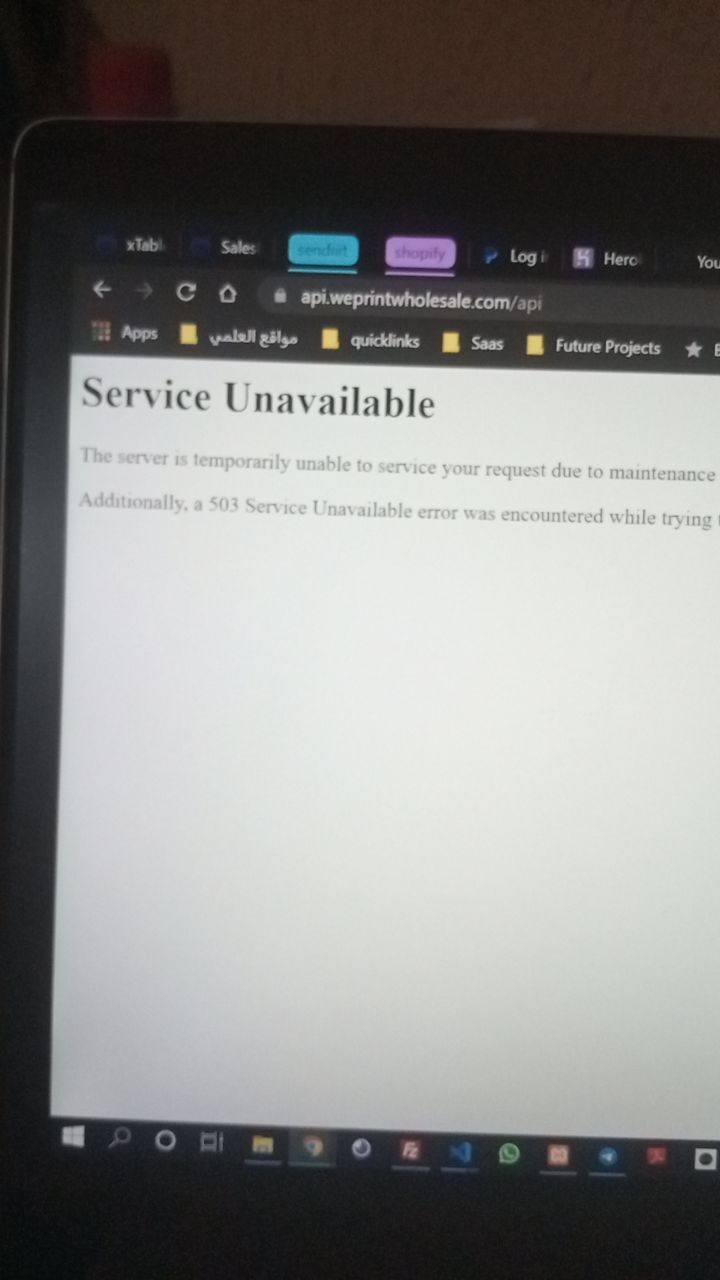 xTabl
Sales
shopify
Log i
Hero
You
api.weprintwholesale.com/api
Apps
مواقع العلمي
quicklinks
Saas
Future Projects
Service Unavailable
The server is temporarily unable to service your request due to maintenance
Additionally, a 503 Service Unavailable error was encountered while trying t
Fz